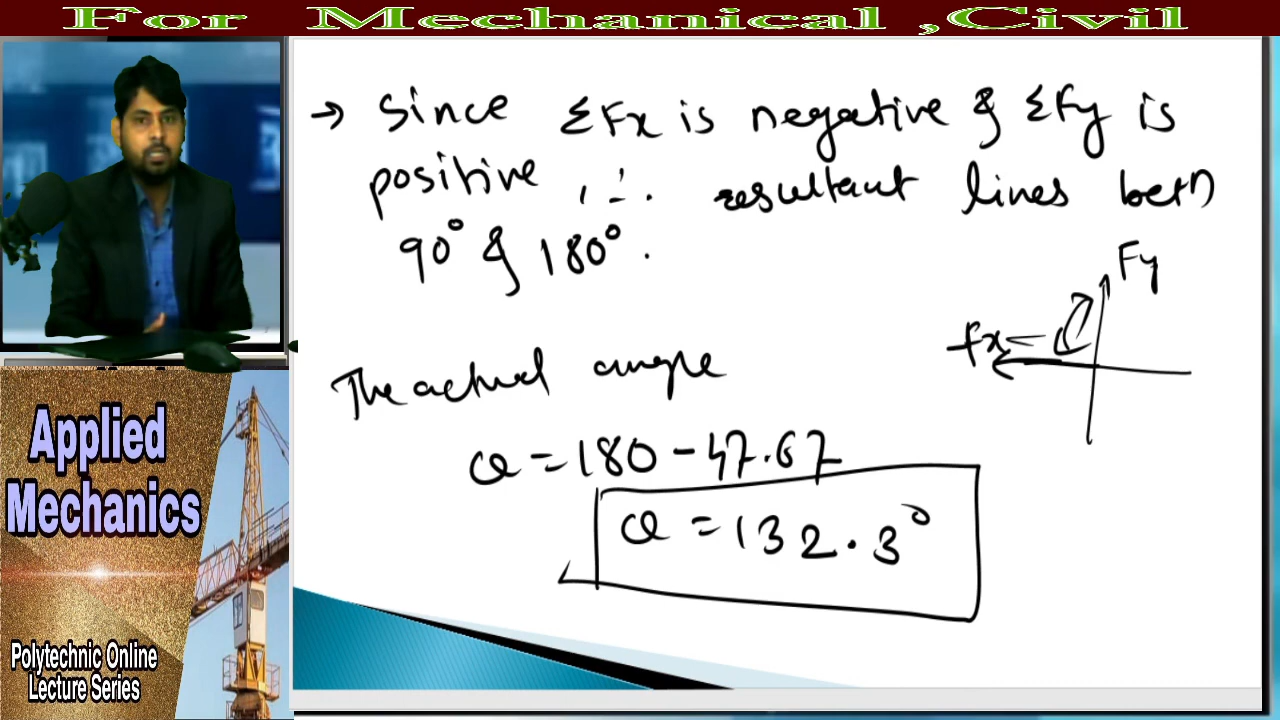 For Mechanical ,Civil
→ Since ΣFx is negative & ΣFy is
positive , ∴ resultant lines betn
90° & 180° .
Fy
Fx
The actual angle
α = 180 - 47.67
α = 132.3°
Applied
Mechanics
Polytechnic Online
Lecture Series